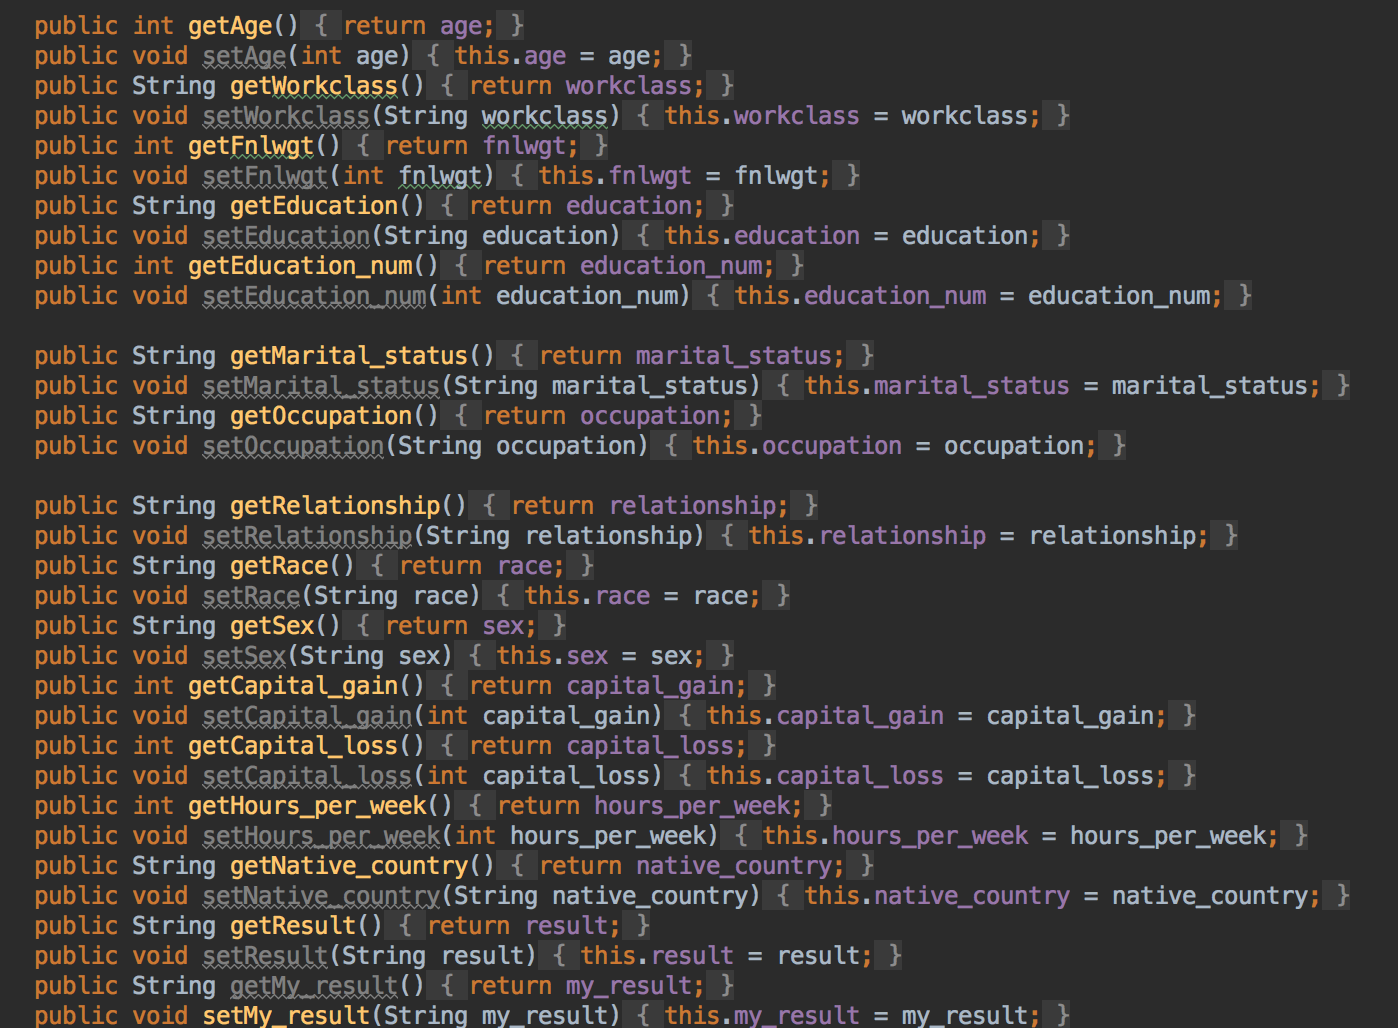 public int getAge() { return age; }
public void setAge(int age) { this.age = age; }
public String getWorkclass() { return workclass; }
public void setWorkclass(String workclass) { this.workclass = workclass; }
public int getFnlwgt() { return fnlwgt; }
public void setFnlwgt(int fnlwgt) { this.fnlwgt = fnlwgt; }
public String getEducation() { return education; }
public void setEducation(String education) { this.education = education; }
public int getEducation_num() { return education_num; }
public void setEducation_num(int education_num) { this.education_num = education_num; }
public String getMarital_status() { return marital_status; }
public void setMarital_status(String marital_status) { this.marital_status = marital_status; }
public String getOccupation() { return occupation; }
public void setOccupation(String occupation) { this.occupation = occupation; }
public String getRelationship() { return relationship; }
public void setRelationship(String relationship) { this.relationship = relationship; }
public String getRace() { return race; }
public void setRace(String race) { this.race = race; }
public String getSex() { return sex; }
public void setSex(String sex) { this.sex = sex; }
public int getCapital_gain() { return capital_gain; }
public void setCapital_gain(int capital_gain) { this.capital_gain = capital_gain; }
public int getCapital_loss() { return capital_loss; }
public void setCapital_loss(int capital_loss) { this.capital_loss = capital_loss; }
public int getHours_per_week() { return hours_per_week; }
public void setHours_per_week(int hours_per_week) { this.hours_per_week = hours_per_week; }
public String getNative_country() { return native_country; }
public void setNative_country(String native_country) { this.native_country = native_country; }
public String getResult() { return result; }
public void setResult(String result) { this.result = result; }
public String getMy_result() { return my_result; }
public void setMy_result(String my_result) { this.my_result = my_result; }